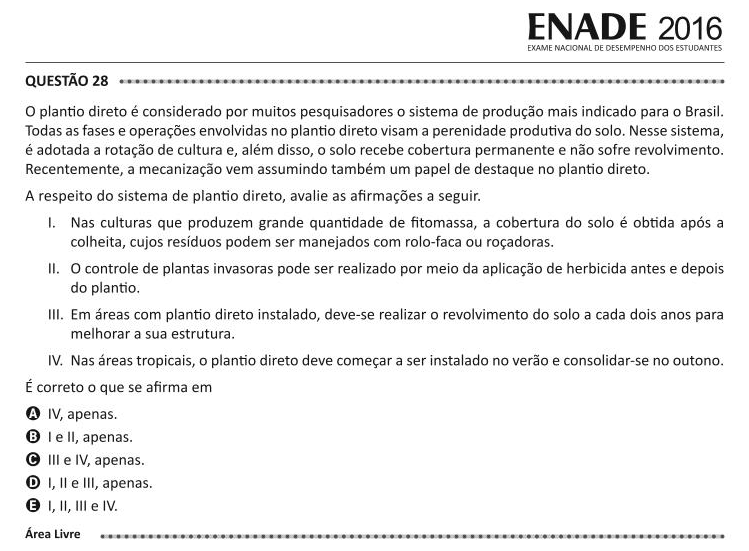 ENADE 2016
EXAME NACIONAL DE DESEMPENHO DOS ESTUDANTES
QUESTÃO 28
O plantio direto é considerado por muitos pesquisadores o sistema de produção mais indicado para o Brasil.
Todas as fases e operações envolvidas no plantio direto visam a perenidade produtiva do solo. Nesse sistema,
é adotada a rotação de cultura e, além disso, o solo recebe cobertura permanente e não sofre revolvimento.
Recentemente, a mecanização vem assumindo também um papel de destaque no plantio direto.
A respeito do sistema de plantio direto, avalie as afirmações a seguir.
I. Nas culturas que produzem grande quantidade de fitomassa, a cobertura do solo é obtida após a
colheita, cujos resíduos podem ser manejados com rolo-faca ou roçadoras.
II. O controle de plantas invasoras pode ser realizado por meio da aplicação de herbicida antes e depois
do plantio.
III. Em áreas com plantio direto instalado, deve-se realizar o revolvimento do solo a cada dois anos para
melhorar a sua estrutura.
IV. Nas áreas tropicais, o plantio direto deve começar a ser instalado no verão e consolidar-se no outono.
É correto o que se afirma em
A IV, apenas.
B I e II, apenas.
C III e IV, apenas.
D I, II e III, apenas.
E I, II, III e IV.
Área Livre